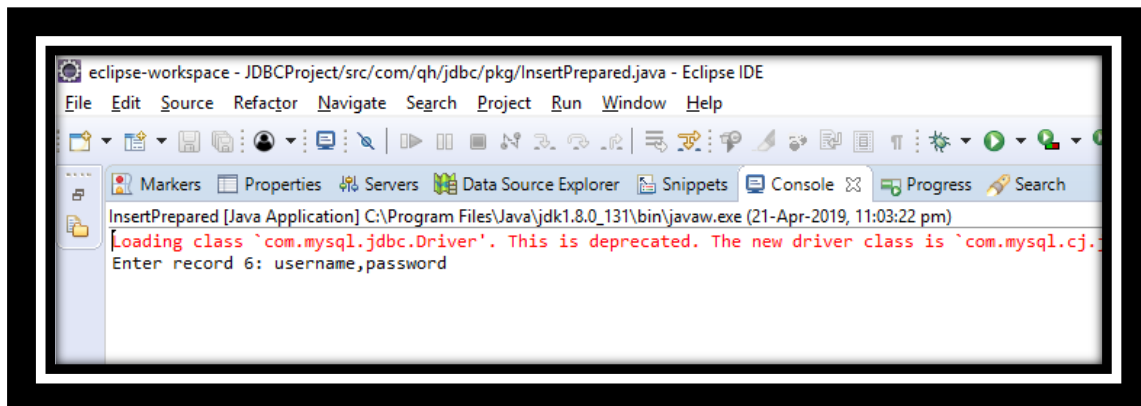 eclipse-workspace - JDBCProject/src/com/qh/jdbc/pkg/InsertPrepared.java - Eclipse IDE
File Edit Source Refactor Navigate Search Project Run Window Help
Markers Properties Servers Data Source Explorer Snippets Console Progress Search
InsertPrepared [Java Application] C:\Program Files\Java\jdk1.8.0_131\bin\javaw.exe (21-Apr-2019, 11:03:22 pm)
Loading class `com.mysql.jdbc.Driver'. This is deprecated. The new driver class is `com.mysql.cj.j
Enter record 6: username,password